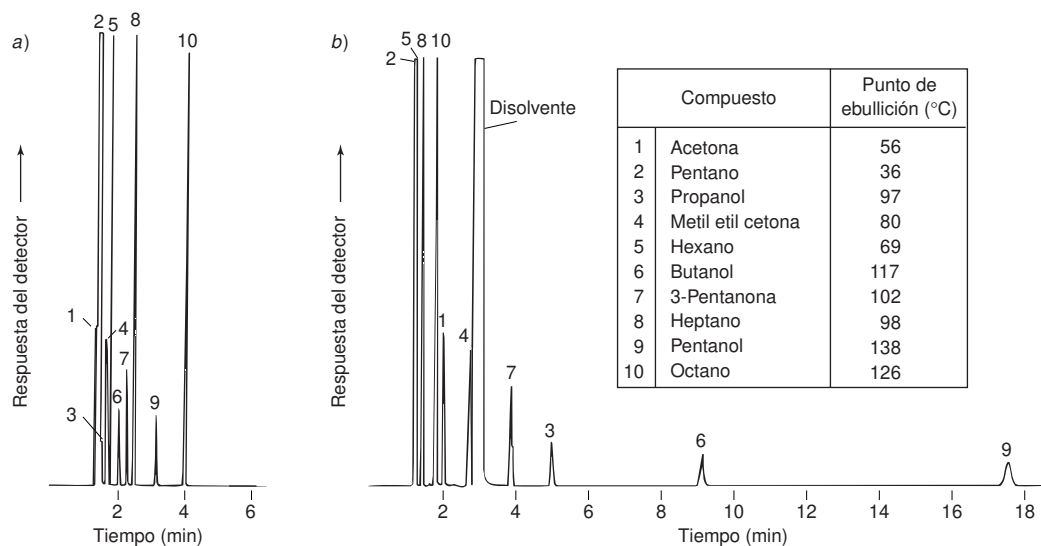 a)
2 5 8
10
1
4
7
3
6
9
Respuesta del detector
2 4 6
Tiempo (min)
b)
5 8 10
2
Disolvente
1
4
7
3
6
9
Respuesta del detector
2 4 6 8 10 12 14 16 18
Tiempo (min)
Compuesto Punto de
ebullición (°C)
1 Acetona 56
2 Pentano 36
3 Propanol 97
4 Metil etil cetona 80
5 Hexano 69
6 Butanol 117
7 3-Pentanona 102
8 Heptano 98
9 Pentanol 138
10 Octano 126